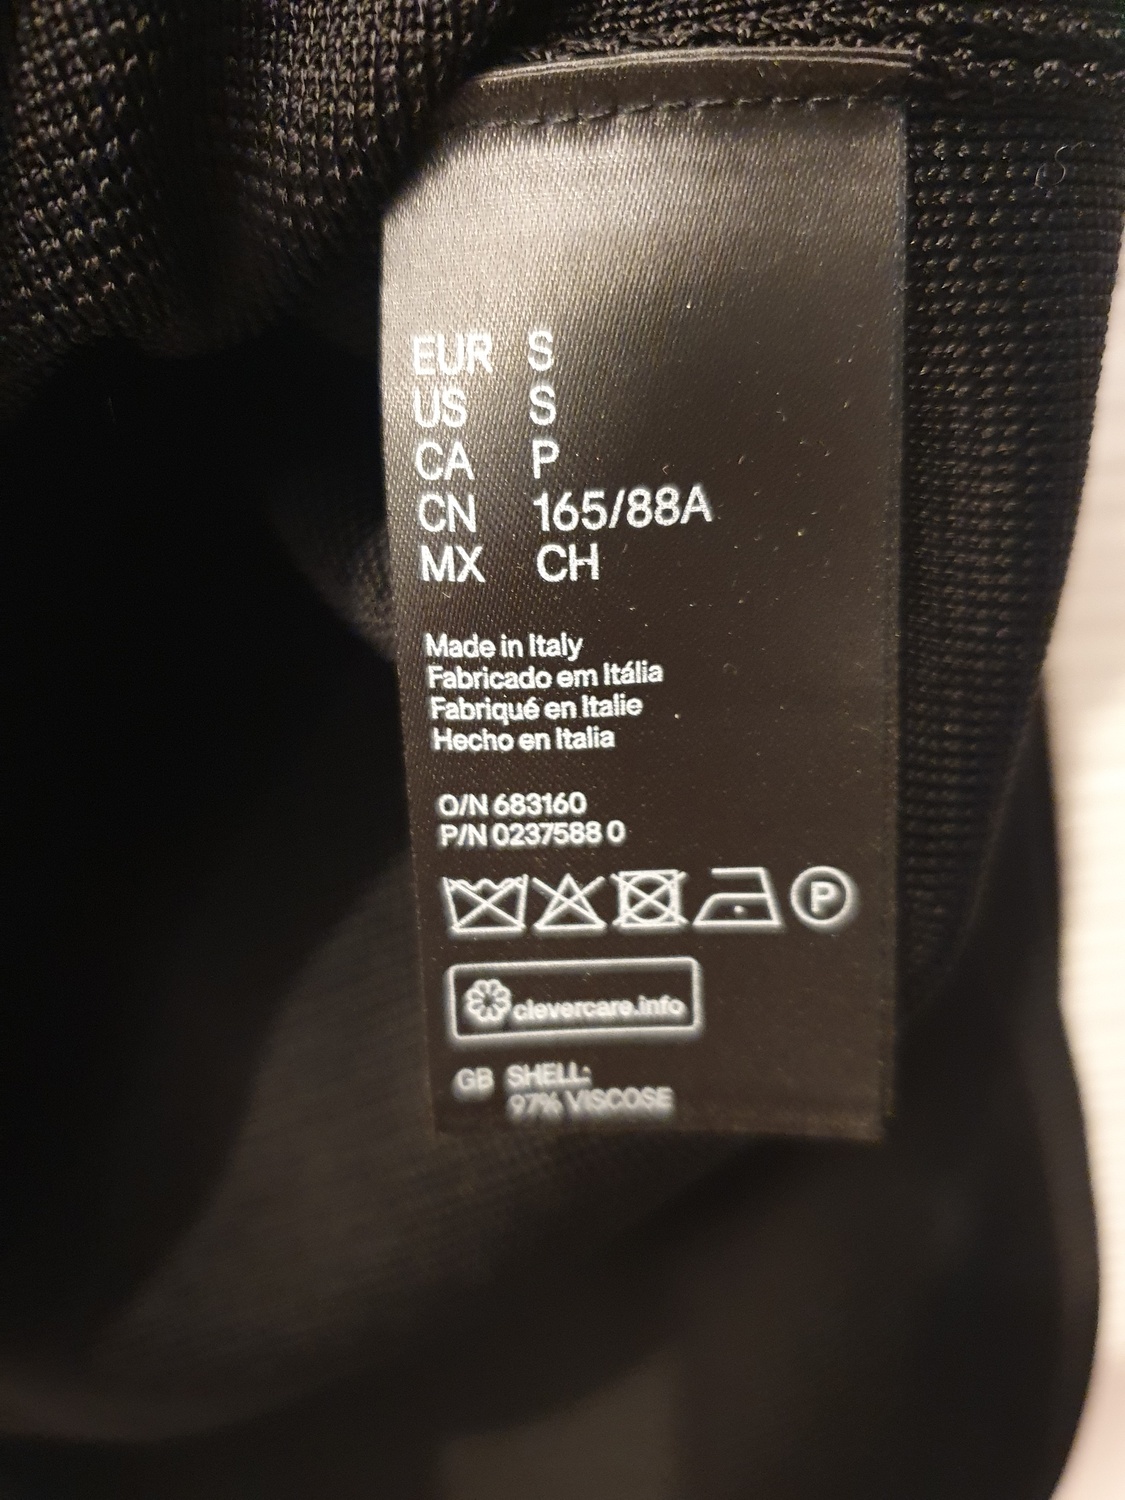 EUR S
US S
CA P
CN 165/88A
MX CH
Made in Italy
Fabricado em Itália
Fabriqué en Italie
Hecho en Italia
O/N 683160
P/N 0237588 0
P
clevercare.info
GB SHELL:
97% VISCOSE